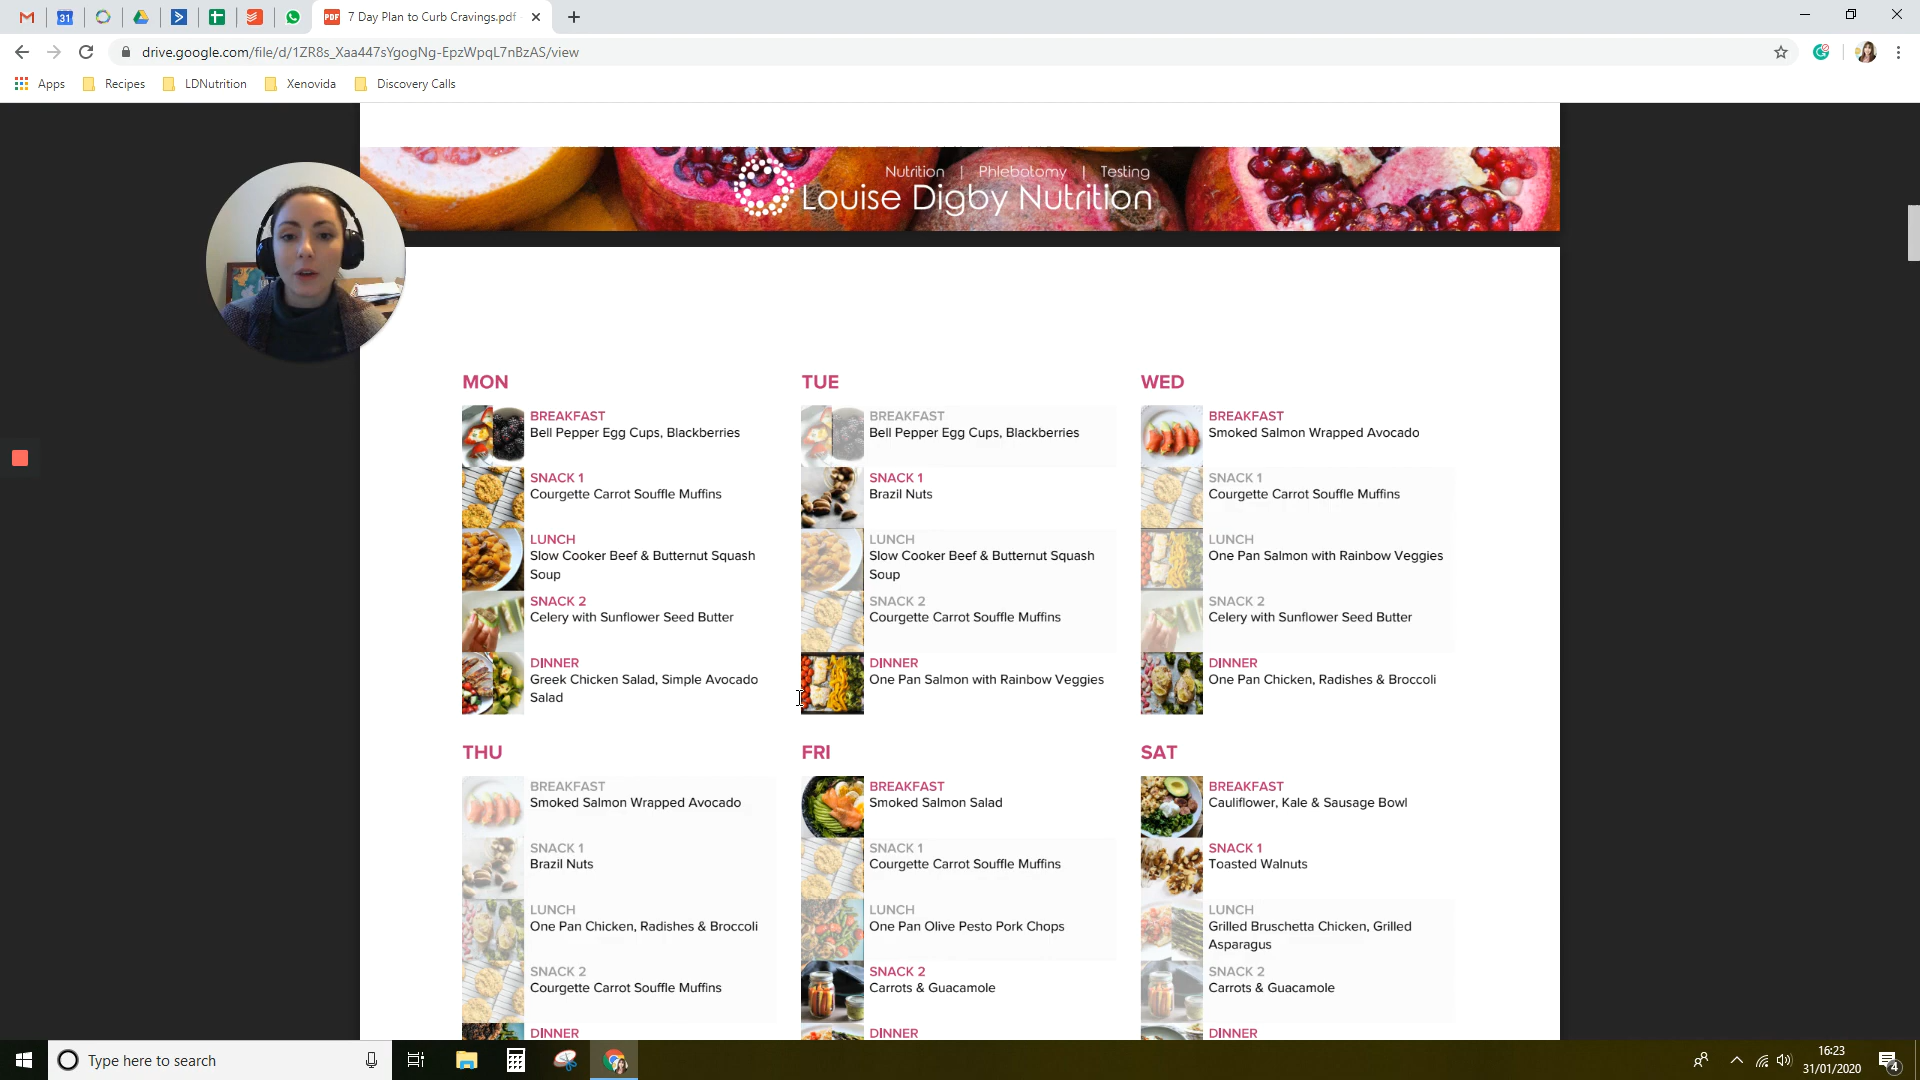 7 Day Plan to Curb Cravings.pdf
drive.google.com/file/d/1ZR8s_Xaa447sYgogNg-EpzWpqL7nBzAS/view
Apps Recipes LDNutrition Xenovida Discovery Calls
Nutrition | Phlebotomy | Testing
Louise Digby Nutrition
MON
BREAKFAST
Bell Pepper Egg Cups, Blackberries
SNACK 1
Courgette Carrot Souffle Muffins
LUNCH
Slow Cooker Beef & Butternut Squash
Soup
SNACK 2
Celery with Sunflower Seed Butter
DINNER
Greek Chicken Salad, Simple Avocado
Salad
TUE
BREAKFAST
Bell Pepper Egg Cups, Blackberries
SNACK 1
Brazil Nuts
LUNCH
Slow Cooker Beef & Butternut Squash
Soup
SNACK 2
Courgette Carrot Souffle Muffins
DINNER
One Pan Salmon with Rainbow Veggies
WED
BREAKFAST
Smoked Salmon Wrapped Avocado
SNACK 1
Courgette Carrot Souffle Muffins
LUNCH
One Pan Salmon with Rainbow Veggies
SNACK 2
Celery with Sunflower Seed Butter
DINNER
One Pan Chicken, Radishes & Broccoli
THU
BREAKFAST
Smoked Salmon Wrapped Avocado
SNACK 1
Brazil Nuts
LUNCH
One Pan Chicken, Radishes & Broccoli
SNACK 2
Courgette Carrot Souffle Muffins
DINNER
FRI
BREAKFAST
Smoked Salmon Salad
SNACK 1
Courgette Carrot Souffle Muffins
LUNCH
One Pan Olive Pesto Pork Chops
SNACK 2
Carrots & Guacamole
DINNER
SAT
BREAKFAST
Cauliflower, Kale & Sausage Bowl
SNACK 1
Toasted Walnuts
LUNCH
Grilled Bruschetta Chicken, Grilled
Asparagus
SNACK 2
Carrots & Guacamole
DINNER
Type here to search
16:23
31/01/2020
4